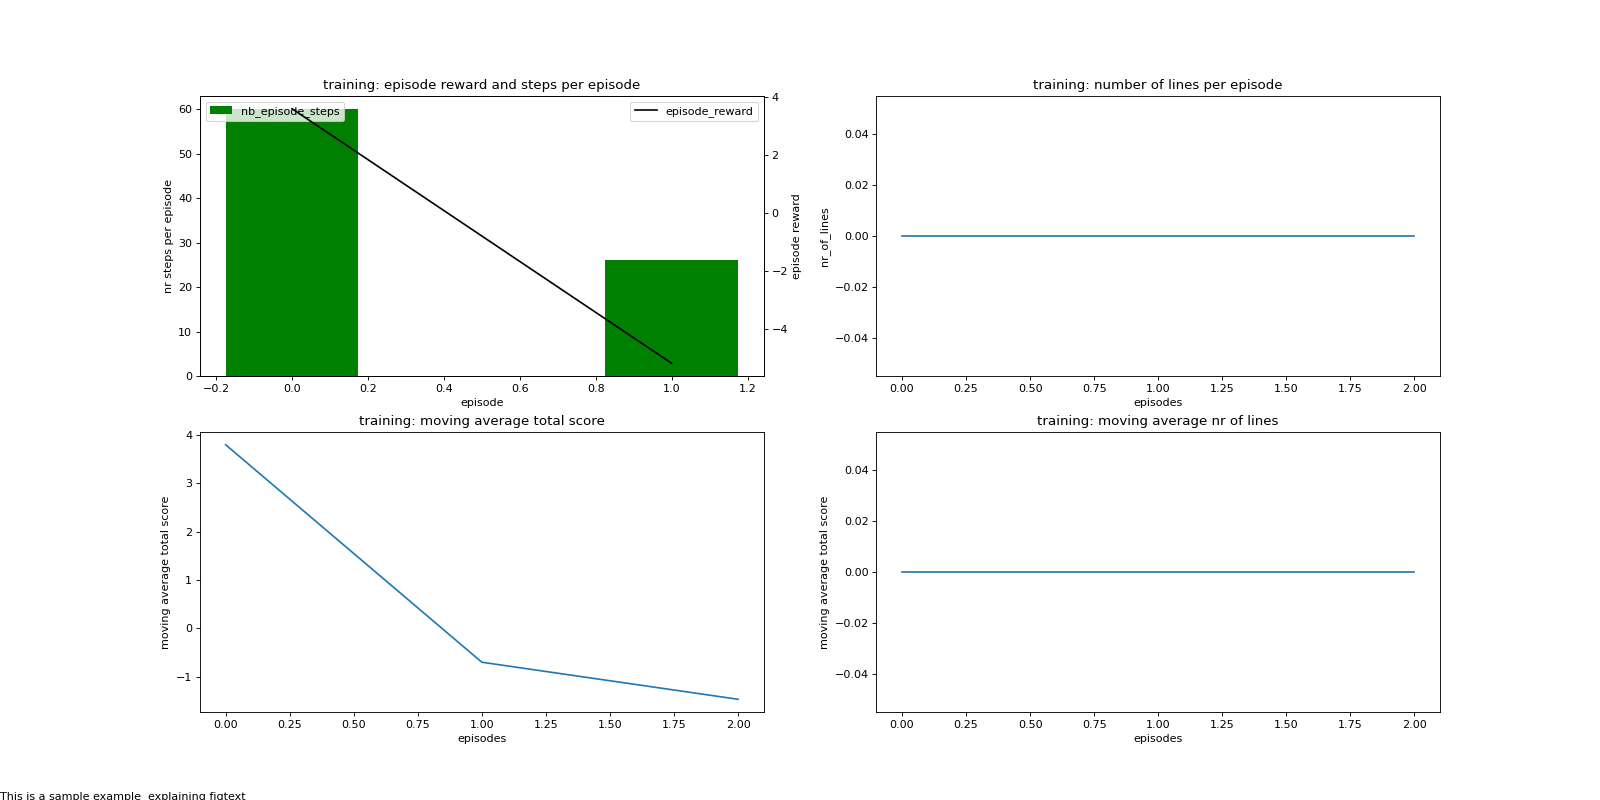 training: episode reward and steps per episode
nb_episode_steps
episode_reward
60
50
40
30
20
10
0
nr steps per episode
4
2
0
−2
−4
episode reward
−0.2 0.0 0.2 0.4 0.6 0.8 1.0 1.2
episode
training: number of lines per episode
0.04
0.02
0.00
−0.02
−0.04
nr_of_lines
0.00 0.25 0.50 0.75 1.00 1.25 1.50 1.75 2.00
episodes
training: moving average total score
4
3
2
1
0
−1
moving average total score
0.00 0.25 0.50 0.75 1.00 1.25 1.50 1.75 2.00
episodes
training: moving average nr of lines
0.04
0.02
0.00
−0.02
−0.04
moving average total score
0.00 0.25 0.50 0.75 1.00 1.25 1.50 1.75 2.00
episodes
This is a sample example  explaining figtext